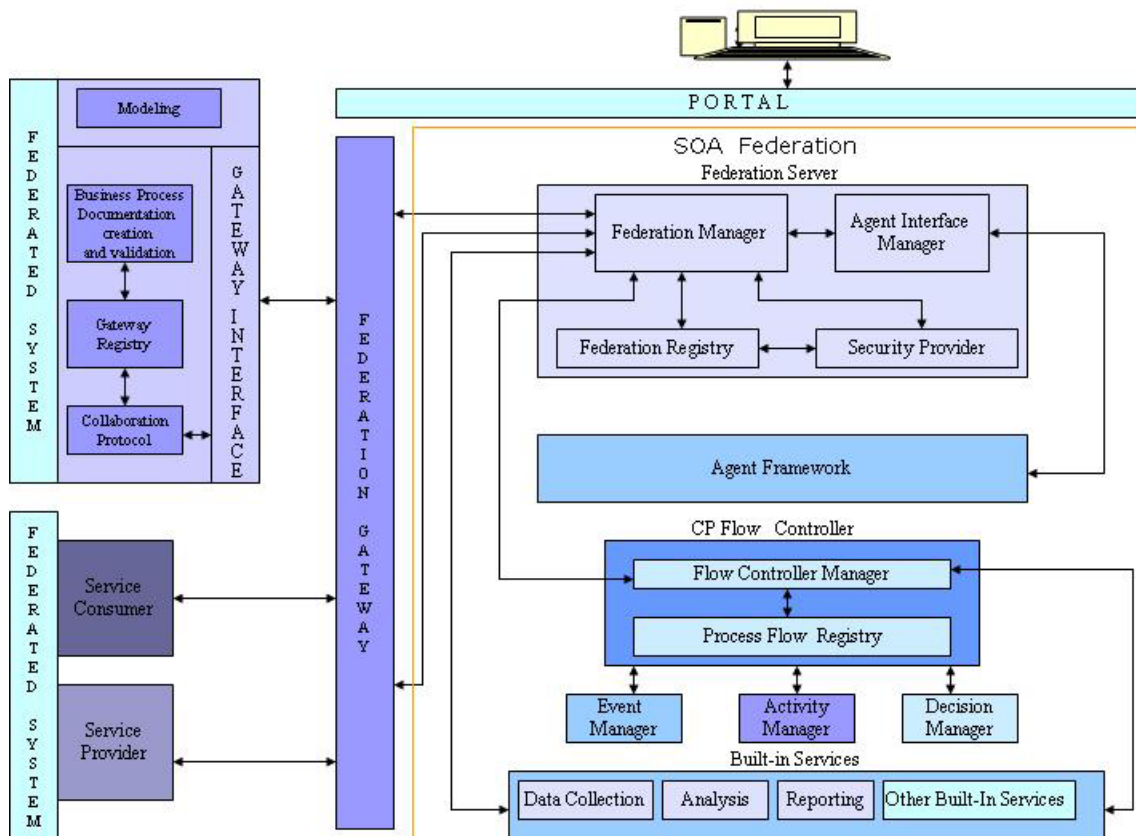 PORTAL
FEDERATED SYSTEM
Modeling
Business Process
Documentation
creation
and validation
Gateway
Registry
Collaboration
Protocol
GATEWAY INTERFACE
FEDERATED SYSTEM
Service
Consumer
Service
Provider
FEDERATION GATEWAY
SOA Federation
Federation Server
Federation Manager
Agent Interface
Manager
Federation Registry
Security Provider
Agent Framework
CP Flow Controller
Flow Controller Manager
Process Flow Registry
Event
Manager
Activity
Manager
Decision
Manager
Built-in Services
Data Collection
Analysis
Reporting
Other Built-In Services